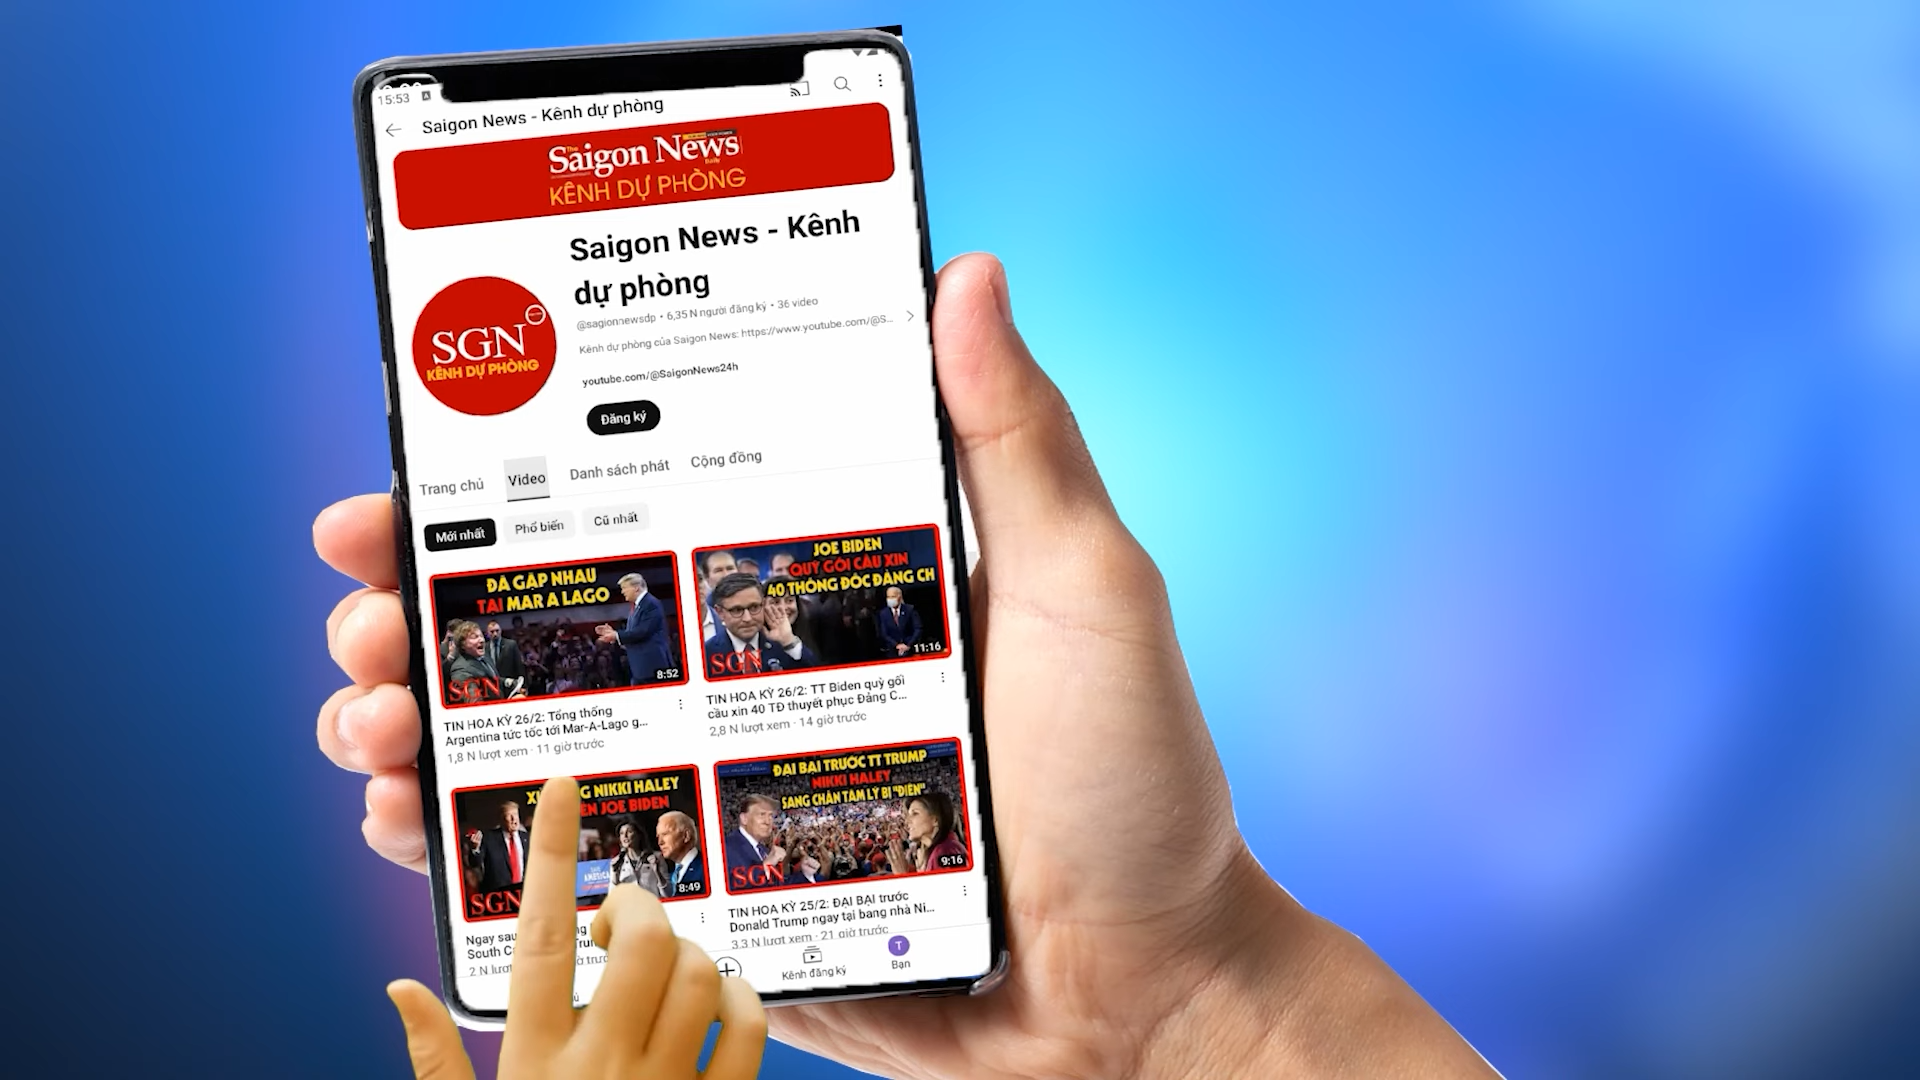 15:53
Saigon News - Kênh dự phòng
The
Saigon News
Daily
KÊNH DỰ PHÒNG
Saigon News - Kênh
dự phòng
@sagionnewsdp • 6,35 N người đăng ký • 36 video
Kênh dự phòng của Saigon News: https://www.youtube.com/@S...
youtube.com/@SaigonNews24h
SGN
KÊNH DỰ PHÒNG
Đăng ký
Trang chủ Video Danh sách phát Cộng đồng
Mới nhất Phổ biến Cũ nhất
ĐÃ GẶP NHAU
TẠI MAR A LAGO
SGN
8:52
TIN HOA KỲ 26/2: Tổng thống
Argentina tức tốc tới Mar-A-Lago g...
1,8 N lượt xem · 11 giờ trước
JOE BIDEN
QUỲ GỐI CẦU XIN
40 THỐNG ĐỐC ĐẢNG CH
SGN
11:16
TIN HOA KỲ 26/2: TT Biden quỳ gối
cầu xin 40 TĐ thuyết phục Đảng C...
2,8 N lượt xem · 14 giờ trước
NIKKI HALEY
JOE BIDEN
SGN
8:49
Ngay
South
2 N lượt
ĐẠI BẠI TRƯỚC TT TRUMP
NIKKI HALEY
SANG CHẤN TÂM LÝ BỊ "ĐIÊN"
SGN
9:16
TIN HOA KỲ 25/2: ĐẠI BẠI trước
Donald Trump ngay tại bang nhà Ni...
3,3 N lượt xem · 21 giờ trước
T
Kênh đăng ký
Bạn